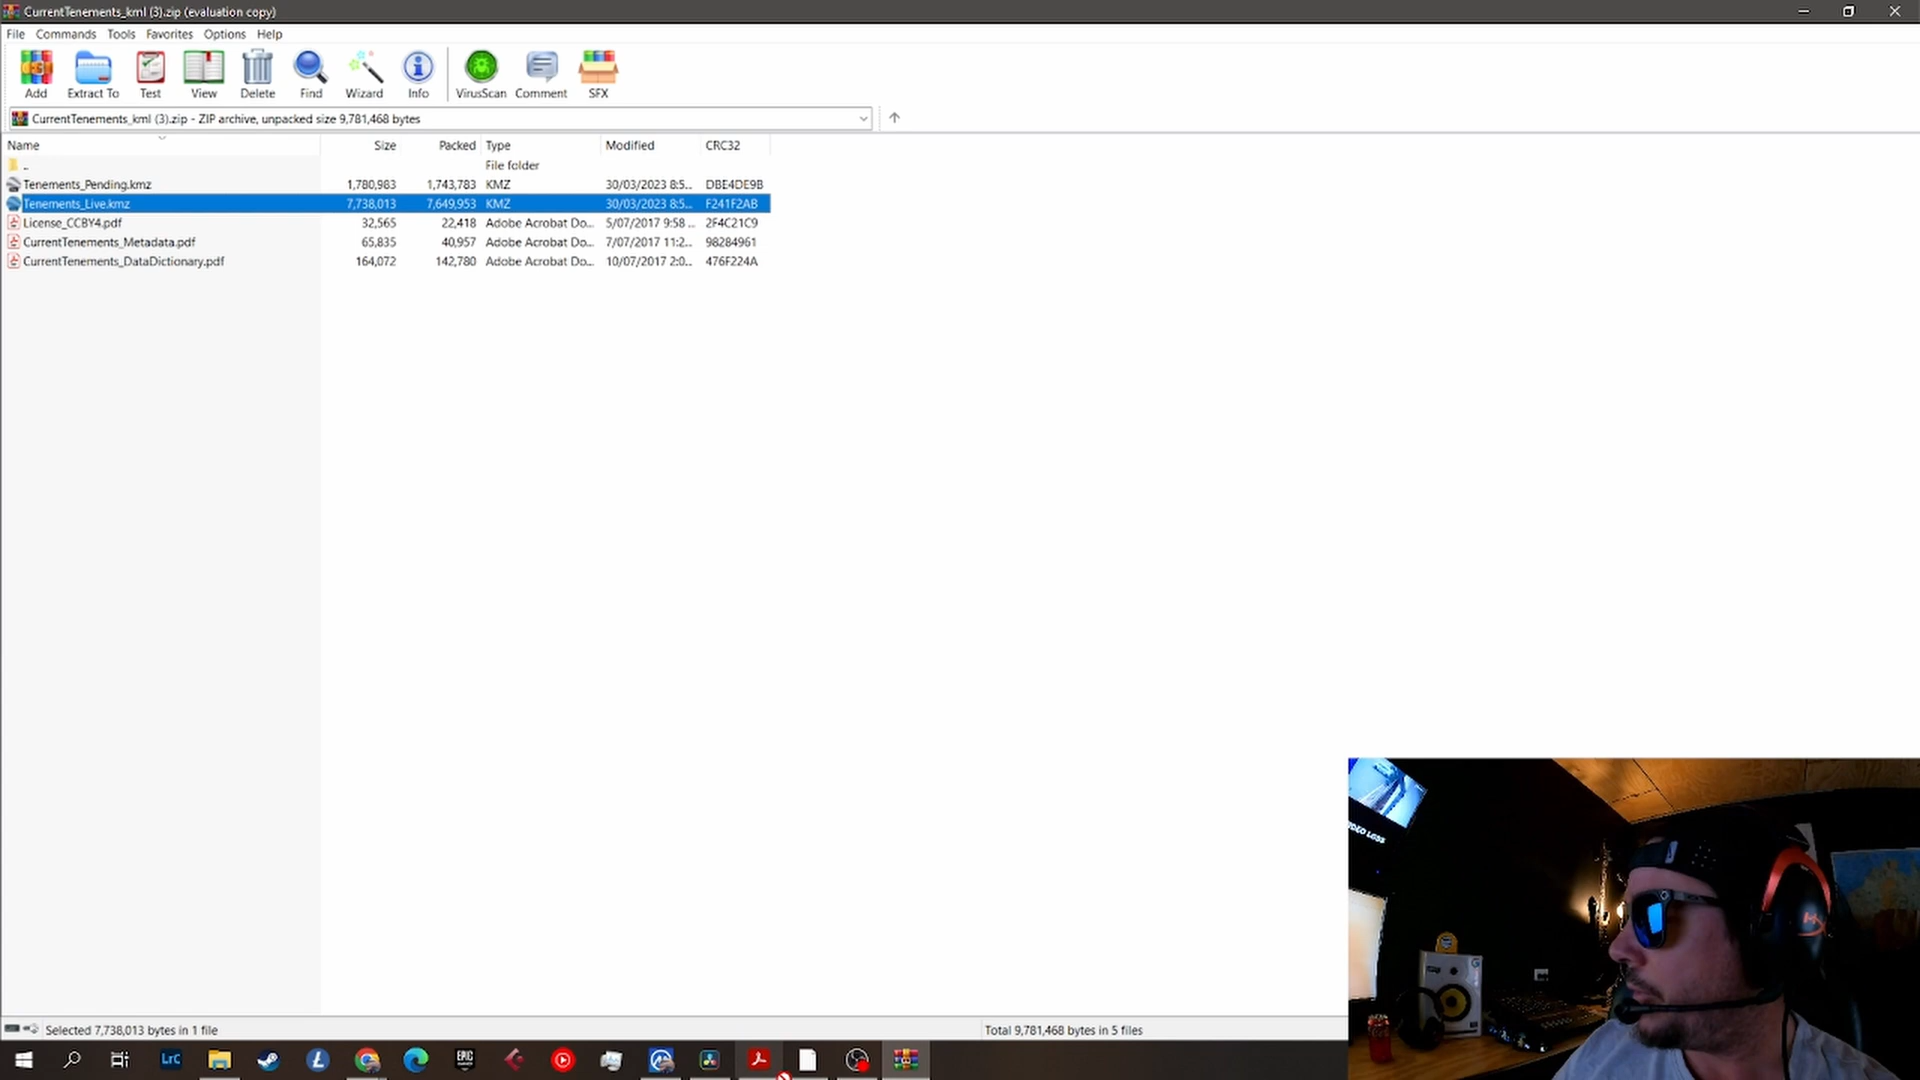 CurrentTenements_kml (3).zip (evaluation copy)
File Commands Tools Favorites Options Help
Add Extract To Test View Delete Find Wizard Info VirusScan Comment SFX
CurrentTenements_kml (3).zip - ZIP archive, unpacked size 9,781,468 bytes
Name Size Packed Type Modified CRC32
.. File folder
Tenements_Pending.kmz 1,780,983 1,743,783 KMZ 30/03/2023 8:5... DBE4DE9B
Tenements_Live.kmz 7,738,013 7,649,953 KMZ 30/03/2023 8:5... F241F2AB
License_CCBY4.pdf 32,565 22,418 Adobe Acrobat Do... 5/07/2017 9:58 ... 2F4C21C9
CurrentTenements_Metadata.pdf 65,835 40,957 Adobe Acrobat Do... 7/07/2017 11:2... 98284961
CurrentTenements_DataDictionary.pdf 164,072 142,780 Adobe Acrobat Do... 10/07/2017 2:0... 476F224A
VIDEO LOSS
Selected 7,738,013 bytes in 1 file Total 9,781,468 bytes in 5 files
LrC EPIC